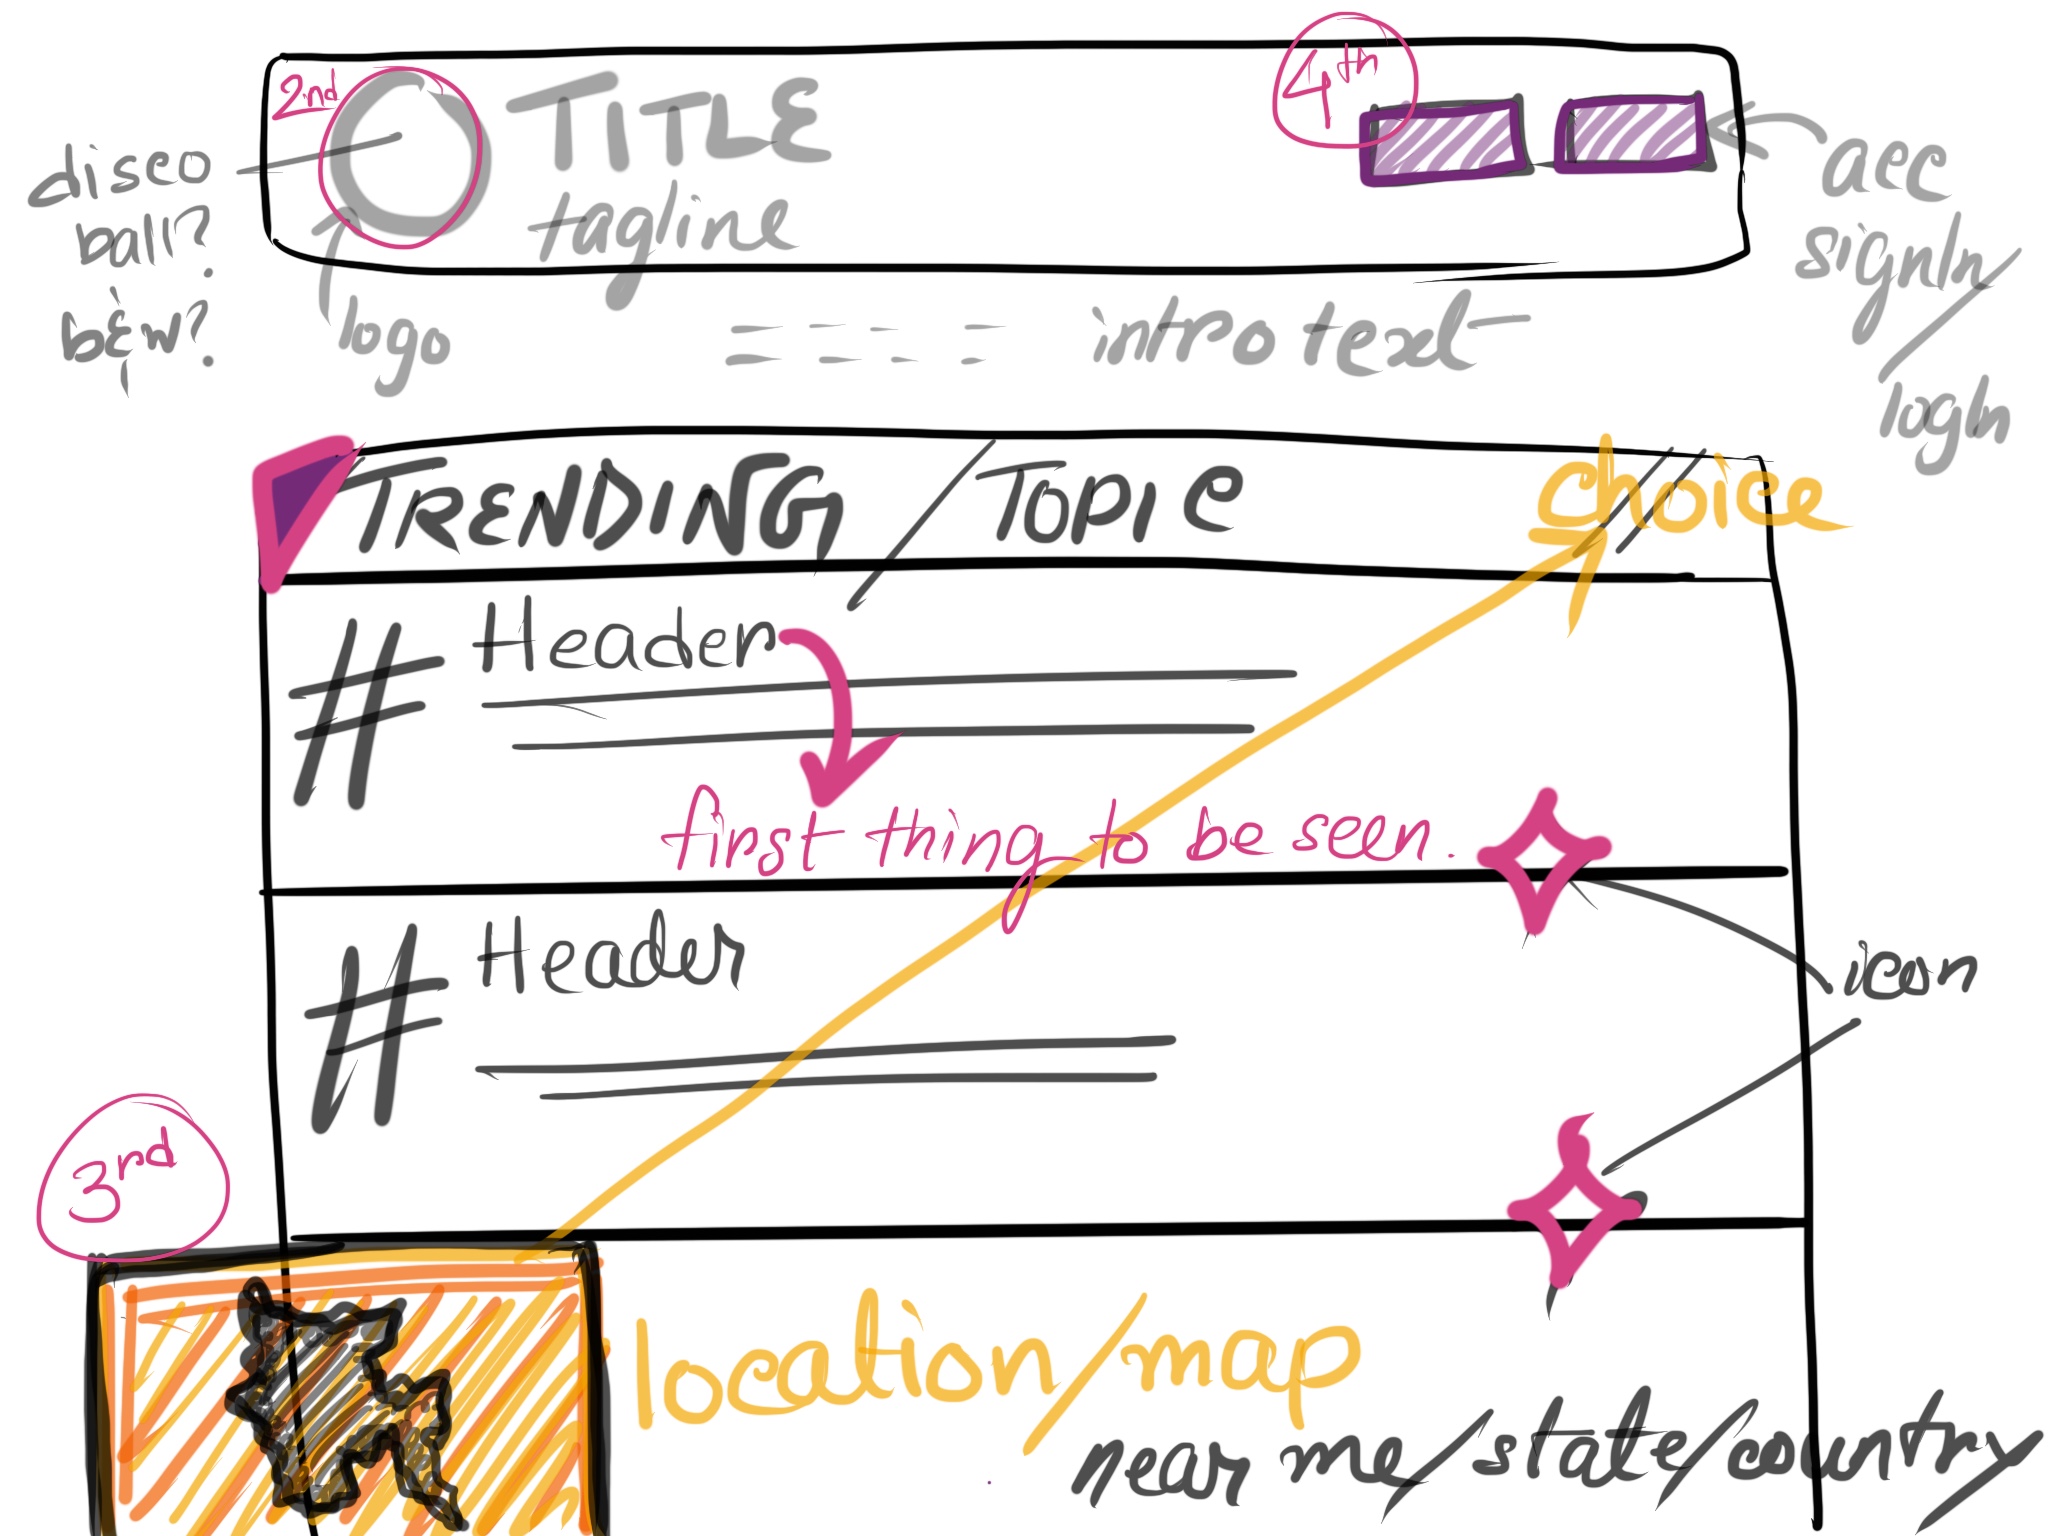 2nd
TITLE
tagline
4th
disco
ball?
b&w?
logo
acc
signIn/
logIn
intro text
TRENDING/TOPIC
choice
# Header
first thing to be seen.
# Header
icon
3rd
location/map
near me/state/country